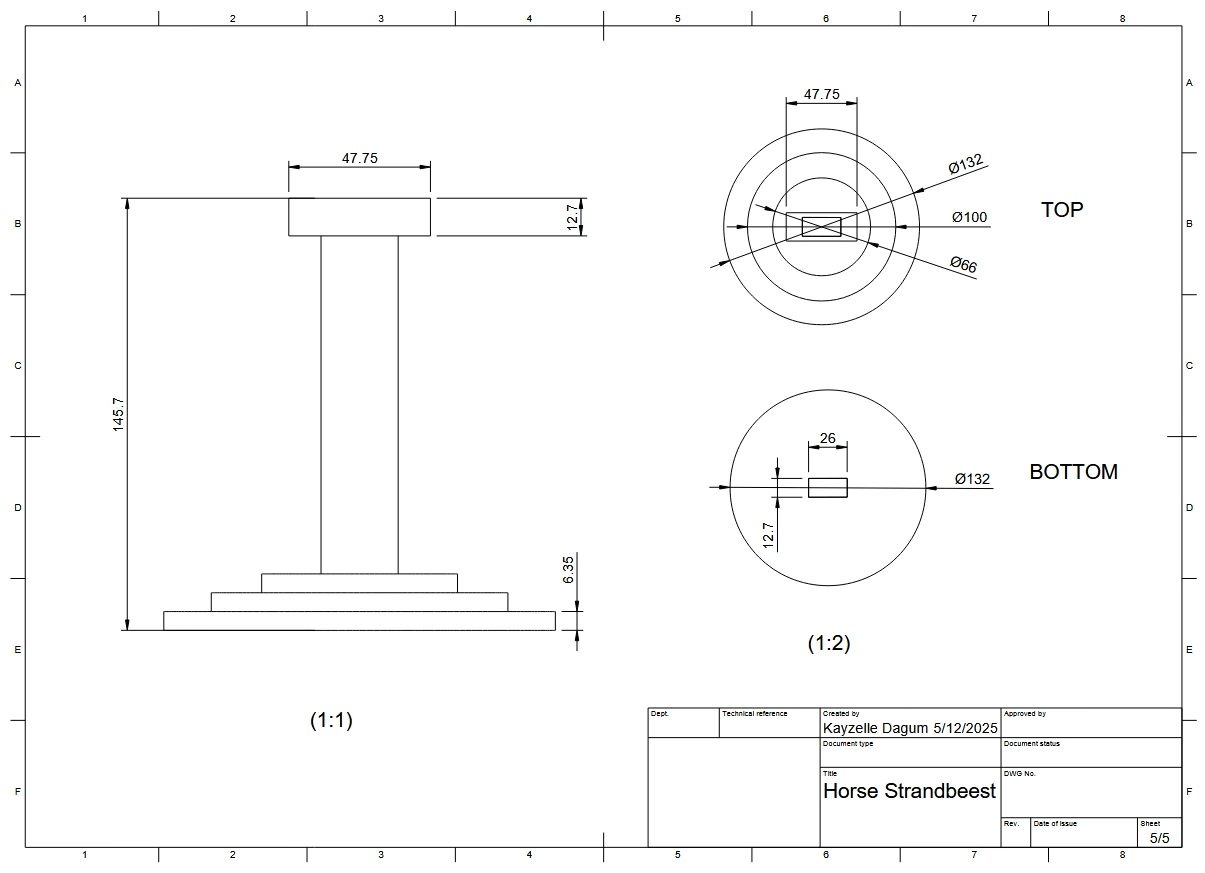 1 2 3 4 5 6 7 8
A A
47.75
47.75
Ø132
TOP
12.7
B B
Ø100
Ø66
C C
145.7
26
BOTTOM
Ø132
12.7
D D
6.35
(1:2)
E E
(1:1)
Dept. Technical reference Created by Approved by
Kayzelle Dagum 5/12/2025
Document type Document status
Title DWG No.
Horse Strandbeest
F F
Rev. Date of issue Sheet
5/5
1 2 3 4 5 6 7 8